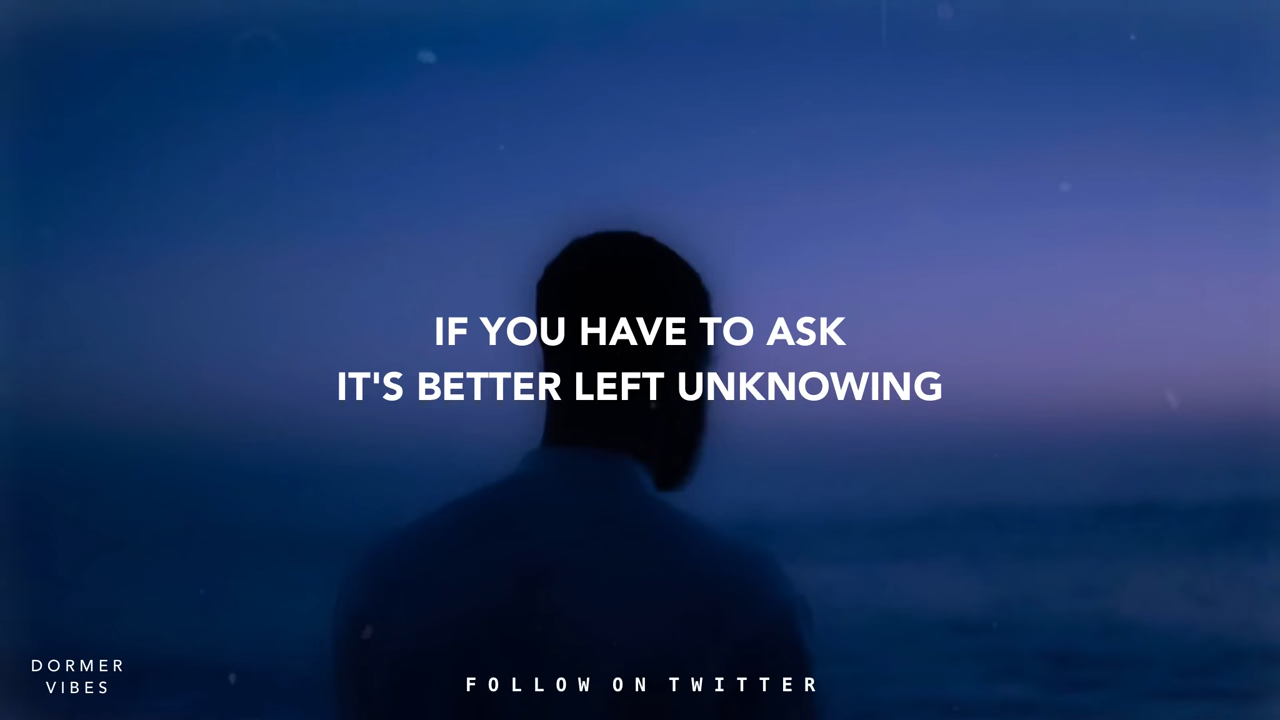 IF YOU HAVE TO ASK
IT'S BETTER LEFT UNKNOWING
DORMER
VIBES
FOLLOW ON TWITTER